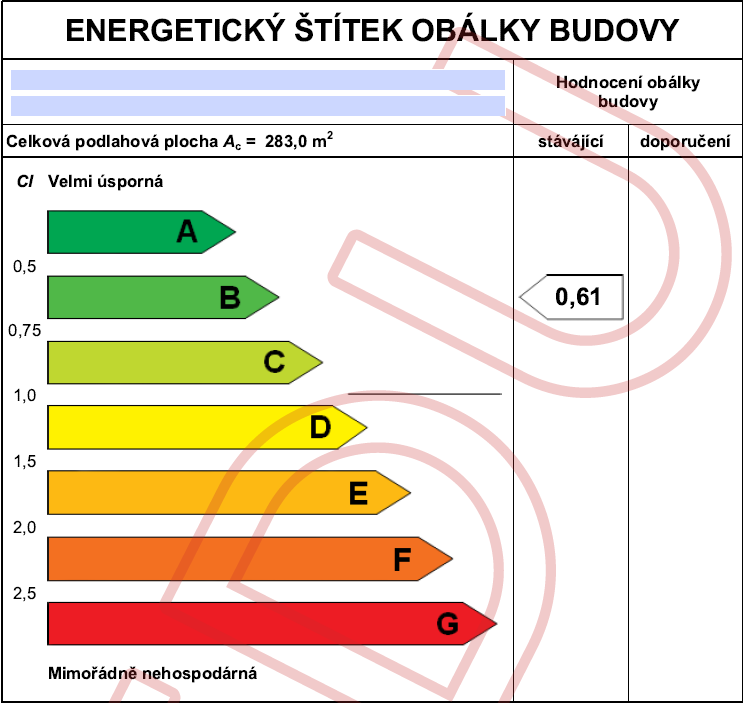 ENERGETICKÝ ŠTÍTEK OBÁLKY BUDOVY
Hodnocení obálky
budovy
Celková podlahová plocha Ac = 283,0 m2
stávající
doporučení
CI Velmi úsporná
A
0,5
B
0,61
0,75
C
1,0
D
1,5
E
2,0
F
2,5
G
Mimořádně nehospodárná